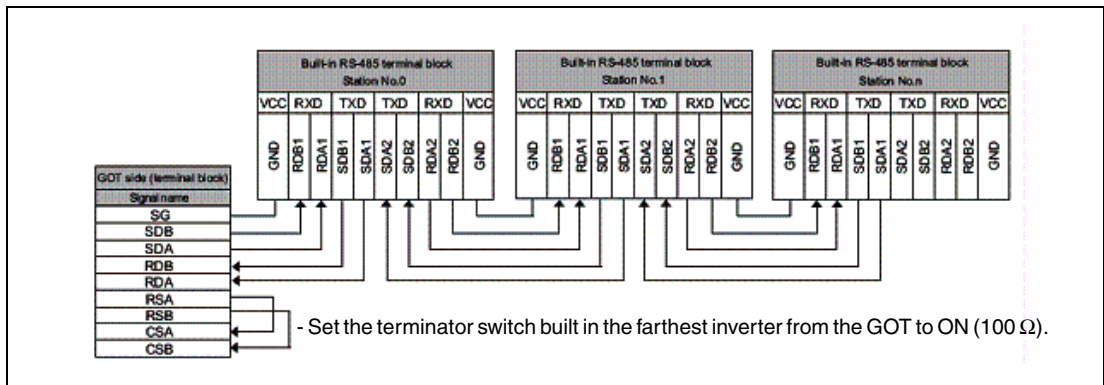 Built-in RS-485 terminal block
Station No.0
VCC RXD TXD TXD RXD VCC
GND RDB1 RDA1 SDB1 SDA1 SDA2 SDB2 RDA2 RDB2 GND
Built-in RS-485 terminal block
Station No.1
VCC RXD TXD TXD RXD VCC
GND RDB1 RDA1 SDB1 SDA1 SDA2 SDB2 RDA2 RDB2 GND
Built-in RS-485 terminal block
Station No.n
VCC RXD TXD TXD RXD VCC
GND RDB1 RDA1 SDB1 SDA1 SDA2 SDB2 RDA2 RDB2 GND
GOT side (terminal block)
Signal name
SG
SDB
SDA
RDB
RDA
RSA
RSB
CSA
CSB
- Set the terminator switch built in the farthest inverter from the GOT to ON (100 Ω).